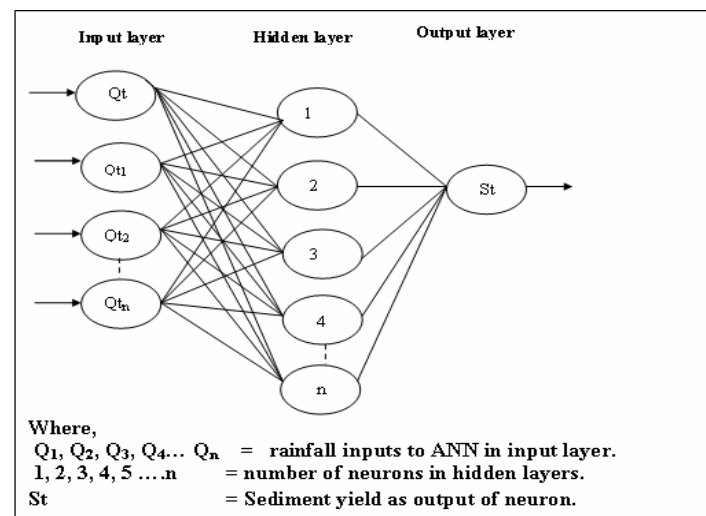 Input layer Hidden layer Output layer
Qt
1
Qt₁
2
St
Qt₂
3
Qtₙ
4
n
Where,
Q₁, Q₂, Q₃, Q₄... Qₙ = rainfall inputs to ANN in input layer.
1, 2, 3, 4, 5 ....n = number of neurons in hidden layers.
St = Sediment yield as output of neuron.